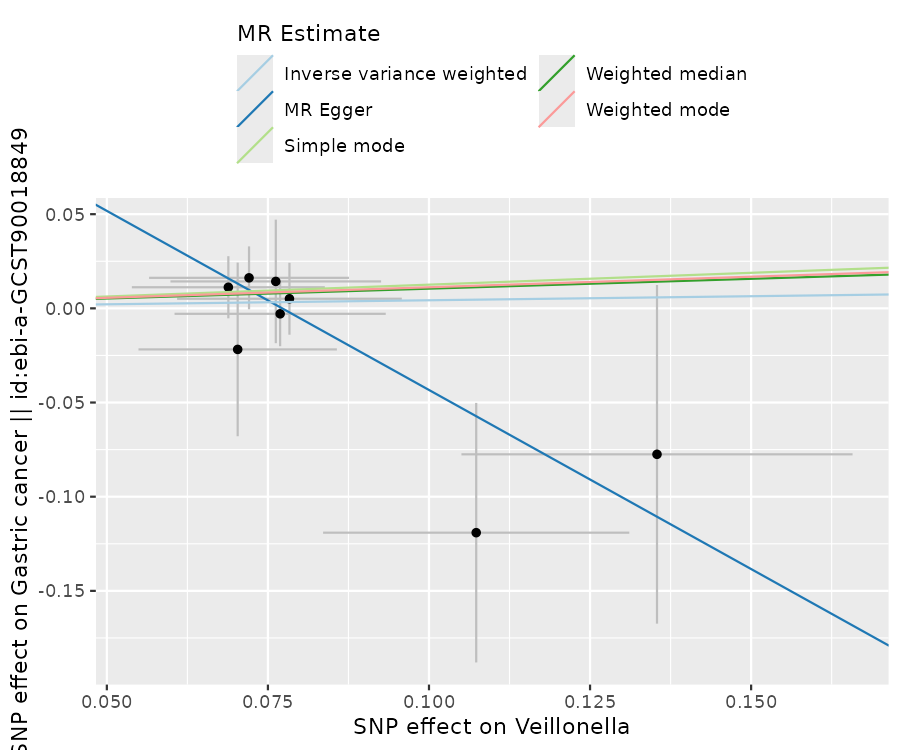 MR Estimate
Inverse variance weighted
MR Egger
Simple mode
Weighted median
Weighted mode
SNP effect on Gastric cancer || id:ebi-a-GCST90018849
0.05
0.00
-0.05
-0.10
-0.15
0.050
0.075
0.100
0.125
0.150
SNP effect on Veillonella